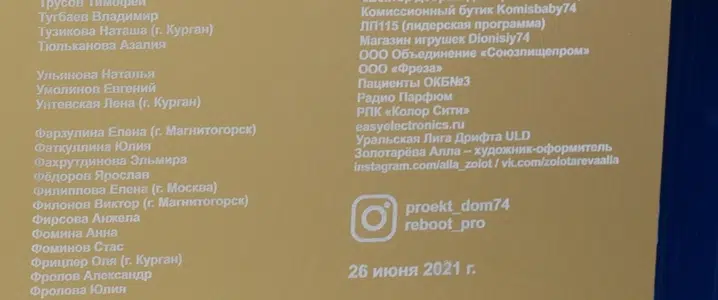 Трусов Тимофей
Тугбаев Владимир
Тузикова Наташа (г. Курган)
Тюльканова Азалия
Ульянова Наталья
Умолинов Евгений
Унтевская Лена (г. Курган)
Фархулина Елена (г. Магнитогорск)
Фаткуллина Юлия
Фахрутдинова Эльмира
Фёдоров Ярослав
Филиппова Елена (г. Москва)
Филонов Виктор (г. Магнитогорск)
Фирсова Анжела
Фомина Анна
Фоминов Стас
Фрицлер Оля (г. Курган)
Фролов Александр
Фролова Юлия
Комиссионный бутик Komisbaby74
ЛП115 (лидерская программа)
Магазин игрушек Dionisiy74
ООО Объединение «Союзпищепром»
ООО «Фреза»
Пациенты ОКБ№3
Радио Парфюм
РПК «Колор Сити»
easyelectronics.ru
Уральская Лига Дрифта ULD
Золотарёва Алла – художник-оформитель
instagram.com/alla_zolot / vk.com/zolotarevaalla
proekt_dom74
reboot_pro
26 июня 2021 г.